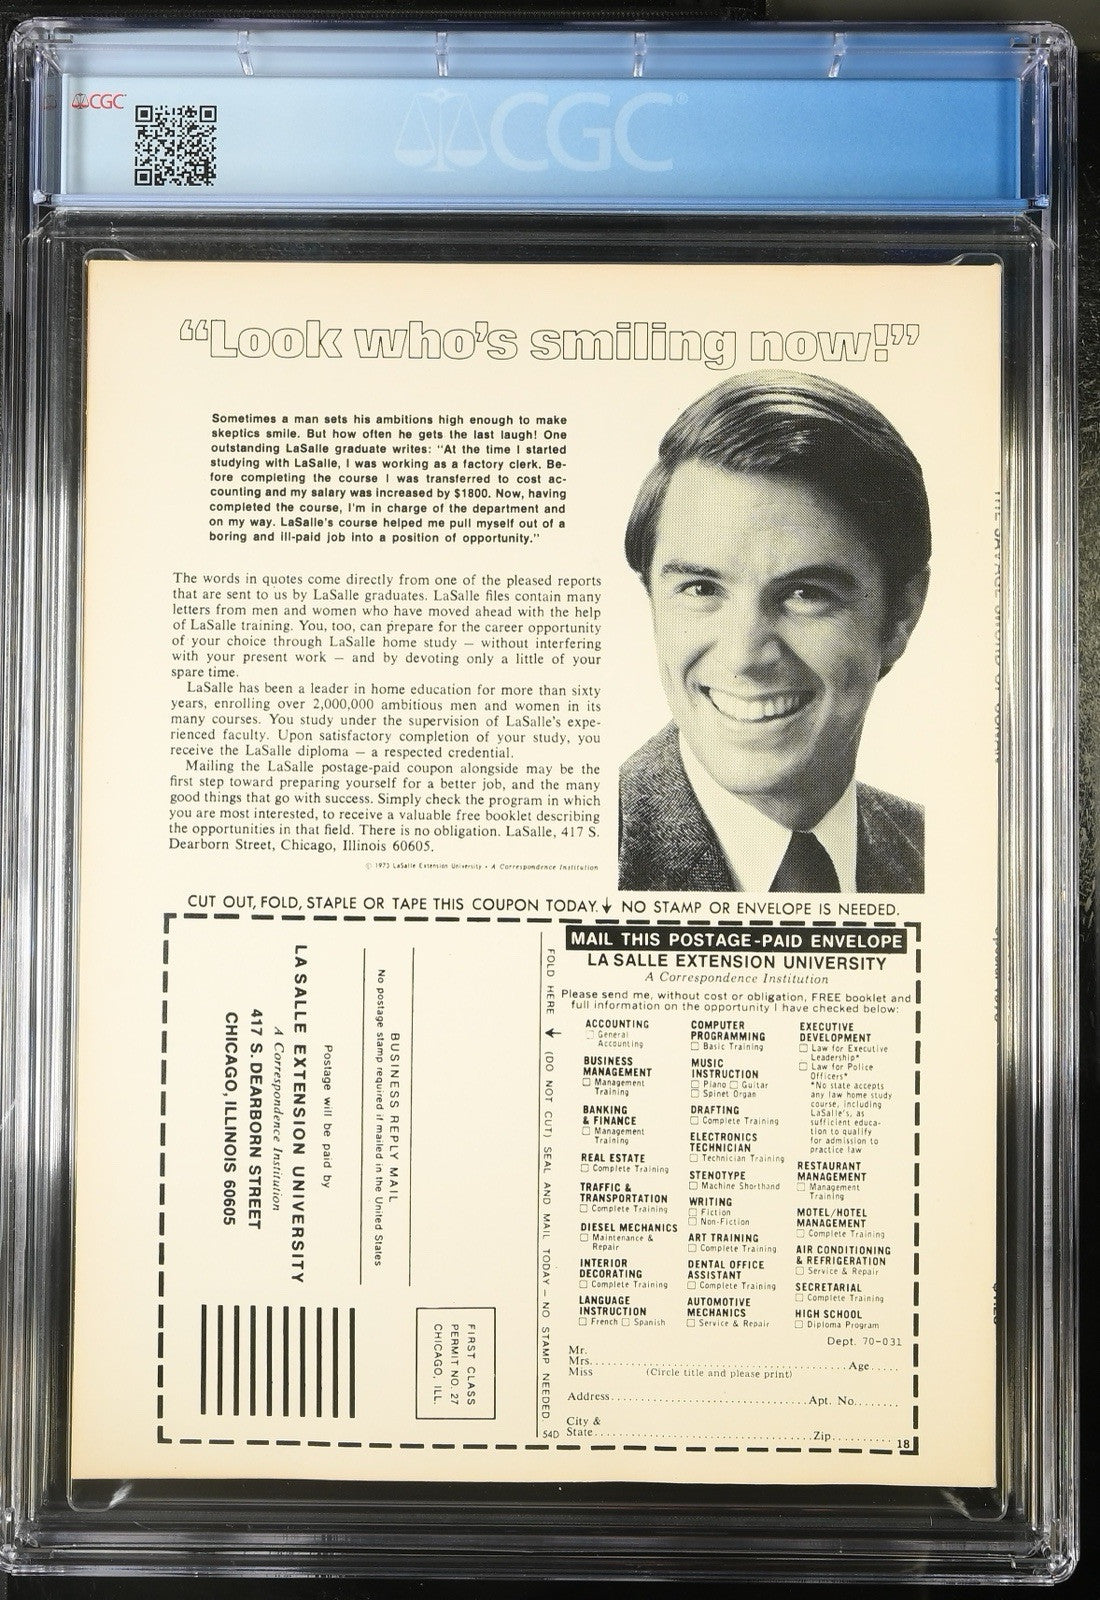 CGC
CGC
“Look who’s smiling now!”
Sometimes a man sets his ambitions high enough to make
skeptics smile. But how often he gets the last laugh! One
outstanding LaSalle graduate writes: "At the time I started
studying with LaSalle, I was working as a factory clerk. Be-
fore completing the course I was transferred to cost ac-
counting and my salary was increased by $1800. Now, having
completed the course, I'm in charge of the department and
on my way. LaSalle's course helped me pull myself out of a
boring and ill-paid job into a position of opportunity."
The words in quotes come directly from one of the pleased reports
that are sent to us by LaSalle graduates. LaSalle files contain many
letters from men and women who have moved ahead with the help
of LaSalle training. You, too, can prepare for the career opportunity
of your choice through LaSalle home study — without interfering
with your present work — and by devoting only a little of your
spare time.
LaSalle has been a leader in home education for more than sixty
years, enrolling over 2,000,000 ambitious men and women in its
many courses. You study under the supervision of LaSalle's expe-
rienced faculty. Upon satisfactory completion of your study, you
receive the LaSalle diploma — a respected credential.
Mailing the LaSalle postage-paid coupon alongside may be the
first step toward preparing yourself for a better job, and the many
good things that go with success. Simply check the program in which
you are most interested, to receive a valuable free booklet describing
the opportunities in that field. There is no obligation. LaSalle, 417 S.
Dearborn Street, Chicago, Illinois 60605.
© 1973 LaSalle Extension University • A Correspondence Institution
CUT OUT, FOLD, STAPLE OR TAPE THIS COUPON TODAY. NO STAMP OR ENVELOPE IS NEEDED.
FIRST CLASS
PERMIT NO. 27
CHICAGO, ILL.
BUSINESS REPLY MAIL
No postage stamp required if mailed in the United States
Postage will be paid by
LA SALLE EXTENSION UNIVERSITY
A Correspondence Institution
417 S. DEARBORN STREET
CHICAGO, ILLINOIS 60605
FOLD HERE (DO NOT CUT) SEAL AND MAIL TODAY — NO STAMP NEEDED.
54D
MAIL THIS POSTAGE-PAID ENVELOPE
LA SALLE EXTENSION UNIVERSITY
A Correspondence Institution
Please send me, without cost or obligation, FREE booklet and
full information on the opportunity I have checked below:
ACCOUNTING
General
Accounting
BUSINESS
MANAGEMENT
Management
Training
BANKING
& FINANCE
Management
Training
REAL ESTATE
Complete Training
TRAFFIC &
TRANSPORTATION
Complete Training
DIESEL MECHANICS
Maintenance &
Repair
INTERIOR
DECORATING
Complete Training
LANGUAGE
INSTRUCTION
French Spanish
COMPUTER
PROGRAMMING
Basic Training
MUSIC
INSTRUCTION
Piano Guitar
Spinet Organ
DRAFTING
Complete Training
ELECTRONICS
TECHNICIAN
Technician Training
STENOTYPE
Machine Shorthand
WRITING
Fiction
Non-Fiction
ART TRAINING
Complete Training
DENTAL OFFICE
ASSISTANT
Complete Training
AUTOMOTIVE
MECHANICS
Service & Repair
EXECUTIVE
DEVELOPMENT
Law for Executive
Leadership*
Law for Police
Officers*
*No state accepts
any law home study
course, including
LaSalle's, as
sufficient educa-
tion to qualify
for admission to
practice law
RESTAURANT
MANAGEMENT
Management
Training
MOTEL/HOTEL
MANAGEMENT
Complete Training
AIR CONDITIONING
& REFRIGERATION
Service & Repair
SECRETARIAL
Complete Training
HIGH SCHOOL
Diploma Program
Dept. 70-031
Mr.
Mrs. Age
Miss (Circle title and please print)
Address Apt. No.
City &
State Zip
18